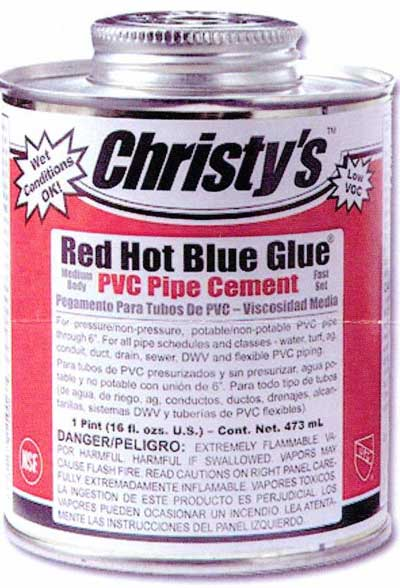 Christy's™
Wet
Conditions
OK!
Low
VOC
Red Hot Blue Glue®
Medium
Body
PVC Pipe Cement
Fast
Set
Pegamento Para Tubos De PVC – Viscosidad Media
For pressure/non-pressure, potable/non-potable PVC pipe
through 6". For all pipe schedules and classes - water, turf, ag,
conduit, duct, drain, sewer, DWV and flexible PVC piping.
Para tubos de PVC presurizados y sin presurizar, agua po-
table y no potable con unión de 6". Para todo tipo de tubos
(de agua, de riego, ag, conductos, ductos, drenajes, alcan-
tarillas, sistemas DWV y tuberias de PVC flexibles)
1 Pint (16 fl. ozs. U.S.) – Cont. Net. 473 mL
DANGER/PELIGRO: EXTREMELY FLAMMABLE. VA-
POR HARMFUL. HARMFUL IF SWALLOWED. VAPORS MAY
CAUSE FLASH FIRE. READ CAUTIONS ON RIGHT PANEL CARE-
FULLY EXTREMADAMENTE INFLAMABLE. VAPORES TOXICOS.
LA INGESTION DE ESTE PRODUCTO ES PERJUDICIAL. LOS
VAPORES PUEDEN OCASIONAR UN INCENDIO. LEA ATENTA-
MENTE LAS INSTRUCCIONES DEL PANEL IZQUIERDO.
NSF